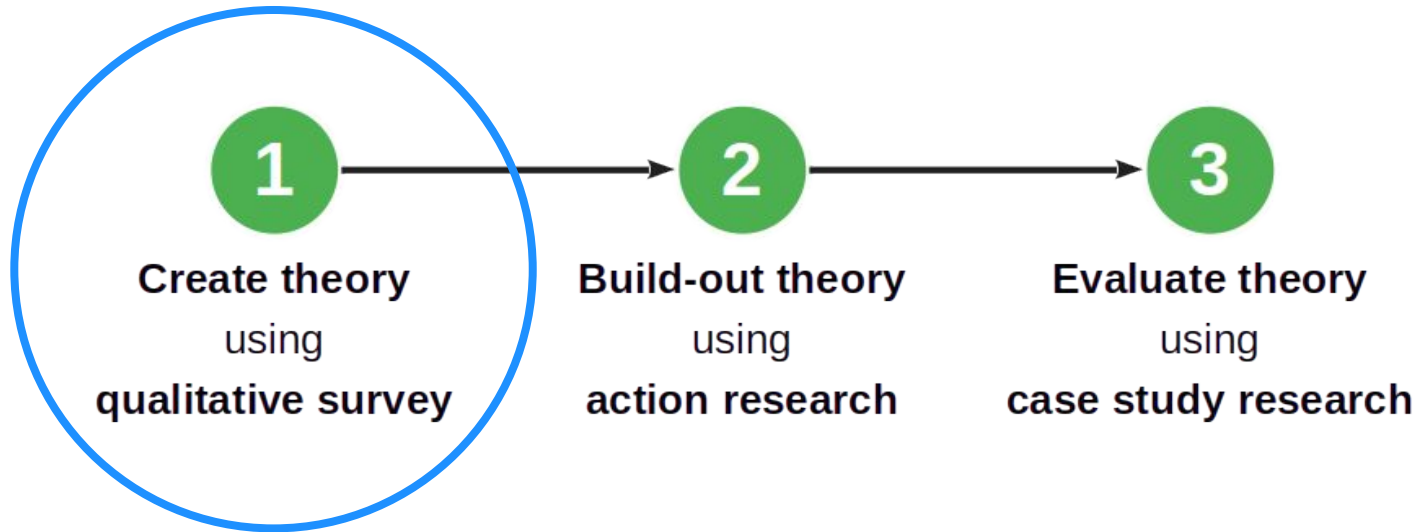 1
Create theory
using
qualitative survey
2
Build-out theory
using
action research
3
Evaluate theory
using
case study research